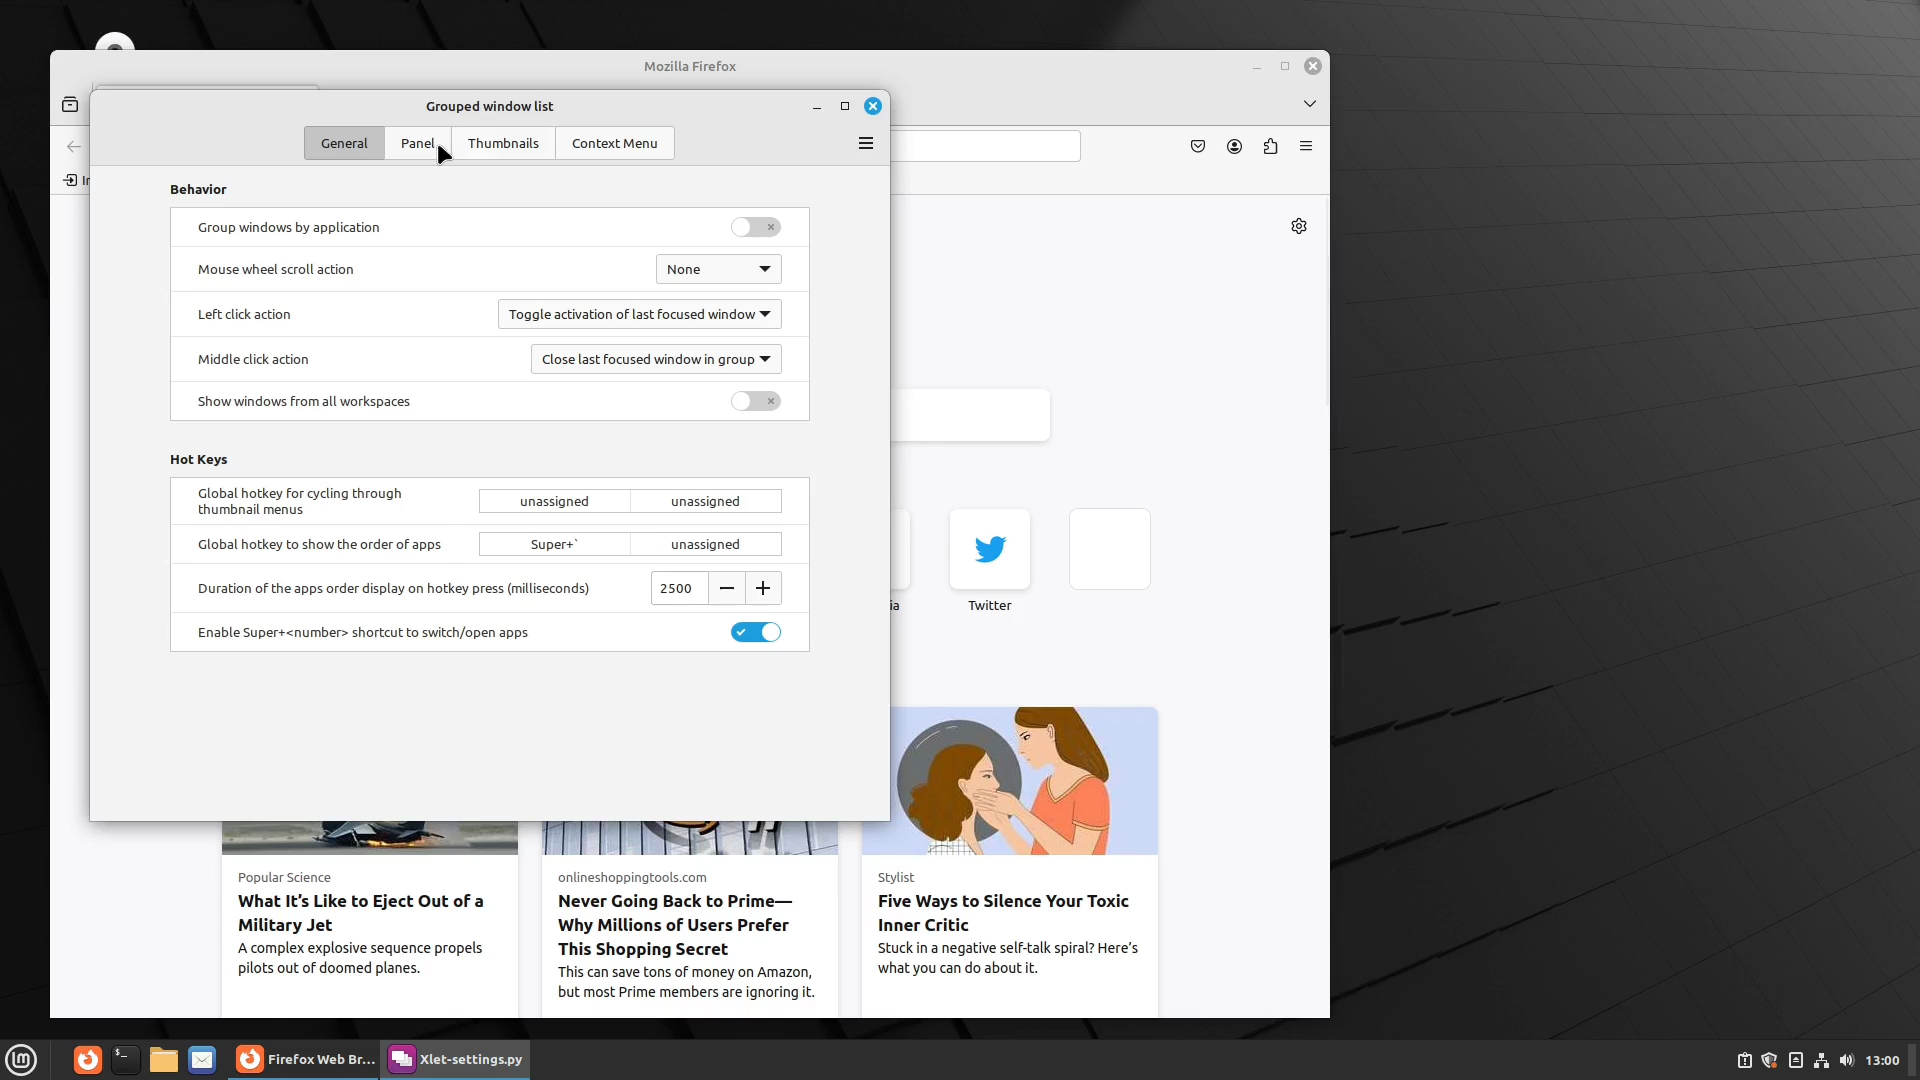 Mozilla Firefox
Grouped window list
General Panel Thumbnails Context Menu
Behavior
Group windows by application
Mouse wheel scroll action None
Left click action Toggle activation of last focused window
Middle click action Close last focused window in group
Show windows from all workspaces
Hot Keys
Global hotkey for cycling through
thumbnail menus
unassigned unassigned
Global hotkey to show the order of apps Super+` unassigned
Duration of the apps order display on hotkey press (milliseconds) 2500
Enable Super+<number> shortcut to switch/open apps
Twitter
Popular Science
What It’s Like to Eject Out of a
Military Jet
A complex explosive sequence propels
pilots out of doomed planes.
onlineshoppingtools.com
Never Going Back to Prime—
Why Millions of Users Prefer
This Shopping Secret
This can save tons of money on Amazon,
but most Prime members are ignoring it.
Stylist
Five Ways to Silence Your Toxic
Inner Critic
Stuck in a negative self-talk spiral? Here’s
what you can do about it.
Firefox Web Br...
Xlet-settings.py
13:00